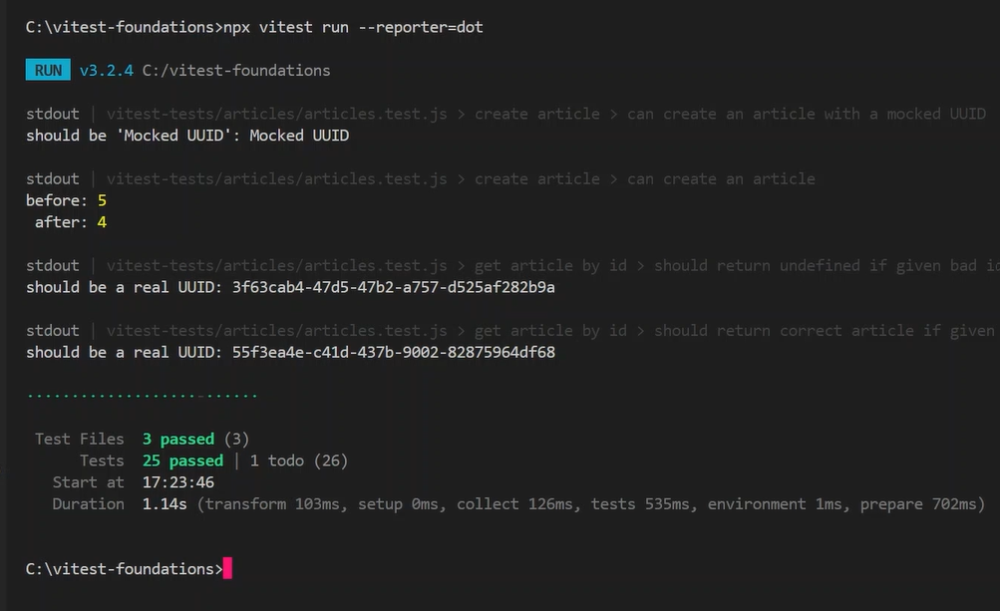 C:\vitest-foundations>npx vitest run --reporter=dot
RUN v3.2.4 C:/vitest-foundations
stdout | vitest-tests/articles/articles.test.js > create article > can create an article with a mocked UUID
should be 'Mocked UUID': Mocked UUID
stdout | vitest-tests/articles/articles.test.js > create article > can create an article
before: 5
after: 4
stdout | vitest-tests/articles/articles.test.js > get article by id > should return undefined if given bad id
should be a real UUID: 3f63cab4-47d5-47b2-a757-d525af282b9a
stdout | vitest-tests/articles/articles.test.js > get article by id > should return correct article if given
should be a real UUID: 55f3ea4e-c41d-437b-9002-82875964df68
···················-······
Test Files 3 passed (3)
Tests 25 passed | 1 todo (26)
Start at 17:23:46
Duration 1.14s (transform 103ms, setup 0ms, collect 126ms, tests 535ms, environment 1ms, prepare 702ms)
C:\vitest-foundations>